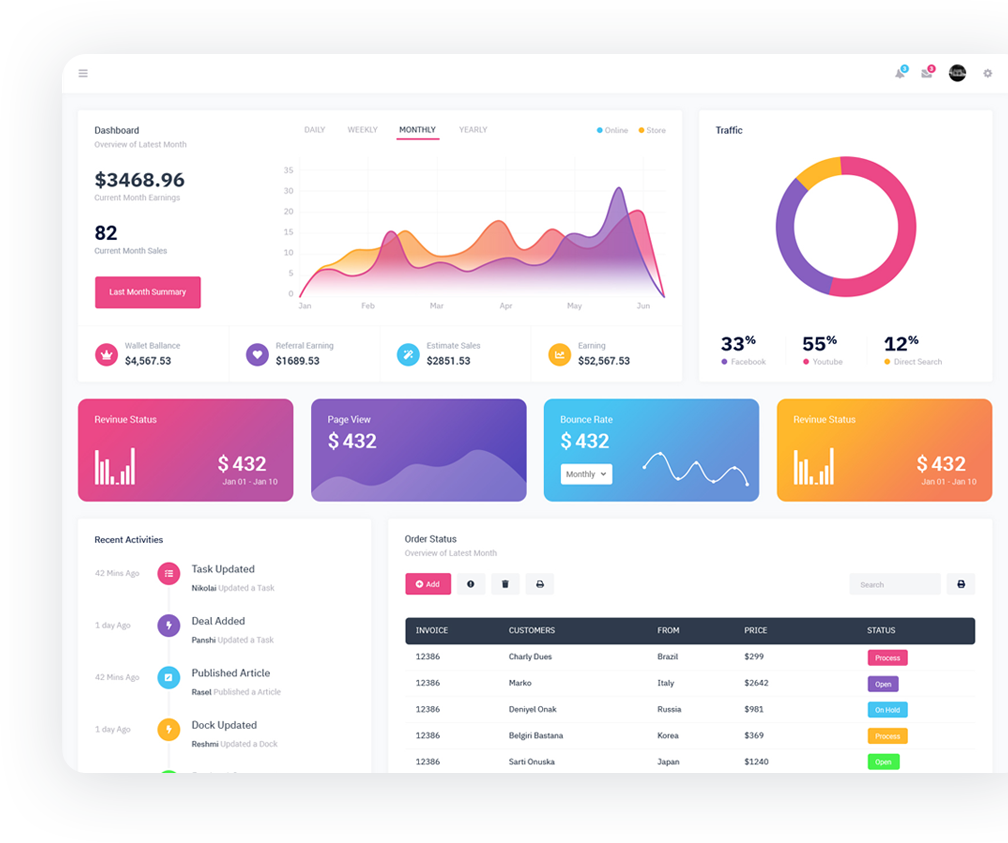 3
3
Dashboard
Overview of Latest Month
DAILY WEEKLY MONTHLY YEARLY
Online Store
$3468.96
Current Month Earnings
82
Current Month Sales
Last Month Summary
35
30
20
15
10
5
0
Jan Feb Mar Apr May Jun
Wallet Ballance
$4,567.53
Referral Earning
$1689.53
Estimate Sales
$2851.53
Earning
$52,567.53
Traffic
33%
Facebook
55%
Youtube
12%
Direct Search
Revinue Status
$ 432
Jan 01 - Jan 10
Page View
$ 432
Bounce Rate
$ 432
Monthly
Revinue Status
$ 432
Jan 01 - Jan 10
Recent Activities
42 Mins Ago
Task Updated
Nikolai Updated a Task
1 day Ago
Deal Added
Panshi Updated a Task
42 Mins Ago
Published Article
Rasel Published a Article
1 day Ago
Dock Updated
Reshmi Updated a Dock
Order Status
Overview of Latest Month
Add
Search
INVOICE CUSTOMERS FROM PRICE STATUS
12386 Charly Dues Brazil $299 Process
12386 Marko Italy $2642 Open
12386 Deniyel Onak Russia $981 On Hold
12386 Belgiri Bastana Korea $369 Process
12386 Sarti Onuska Japan $1240 Open